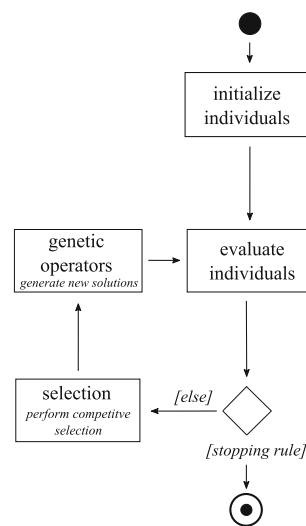 initialize
individuals
genetic
operators
generate new solutions
evaluate
individuals
[else]
selection
perform competitve
selection
[stopping rule]